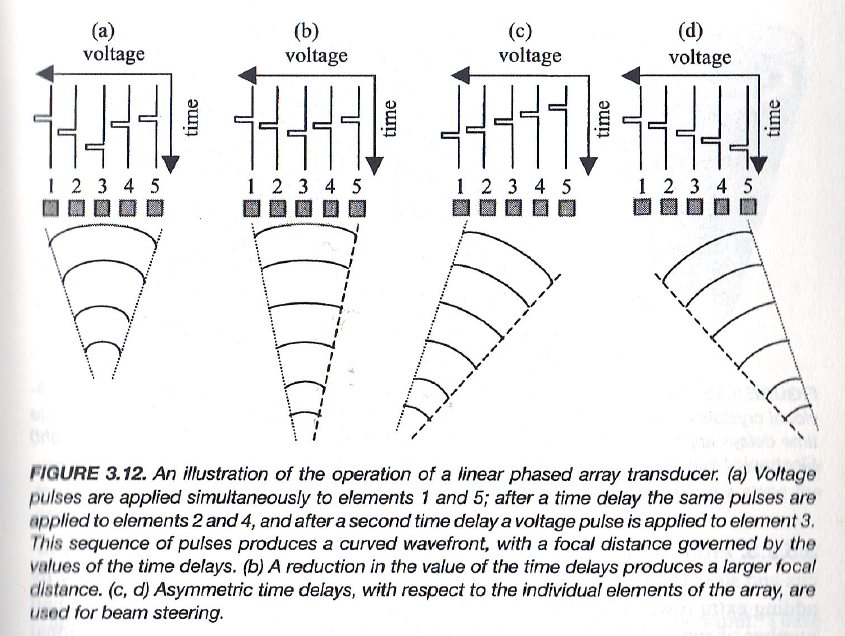 (a) (b) (c) (d)
voltage voltage voltage voltage
time time time time
1 2 3 4 5 1 2 3 4 5 1 2 3 4 5 1 2 3 4 5
FIGURE 3.12. An illustration of the operation of a linear phased array transducer. (a) Voltage
pulses are applied simultaneously to elements 1 and 5; after a time delay the same pulses are
applied to elements 2 and 4, and after a second time delay a voltage pulse is applied to element 3.
This sequence of pulses produces a curved wavefront, with a focal distance governed by the
values of the time delays. (b) A reduction in the value of the time delays produces a larger focal
distance. (c, d) Asymmetric time delays, with respect to the individual elements of the array, are
used for beam steering.